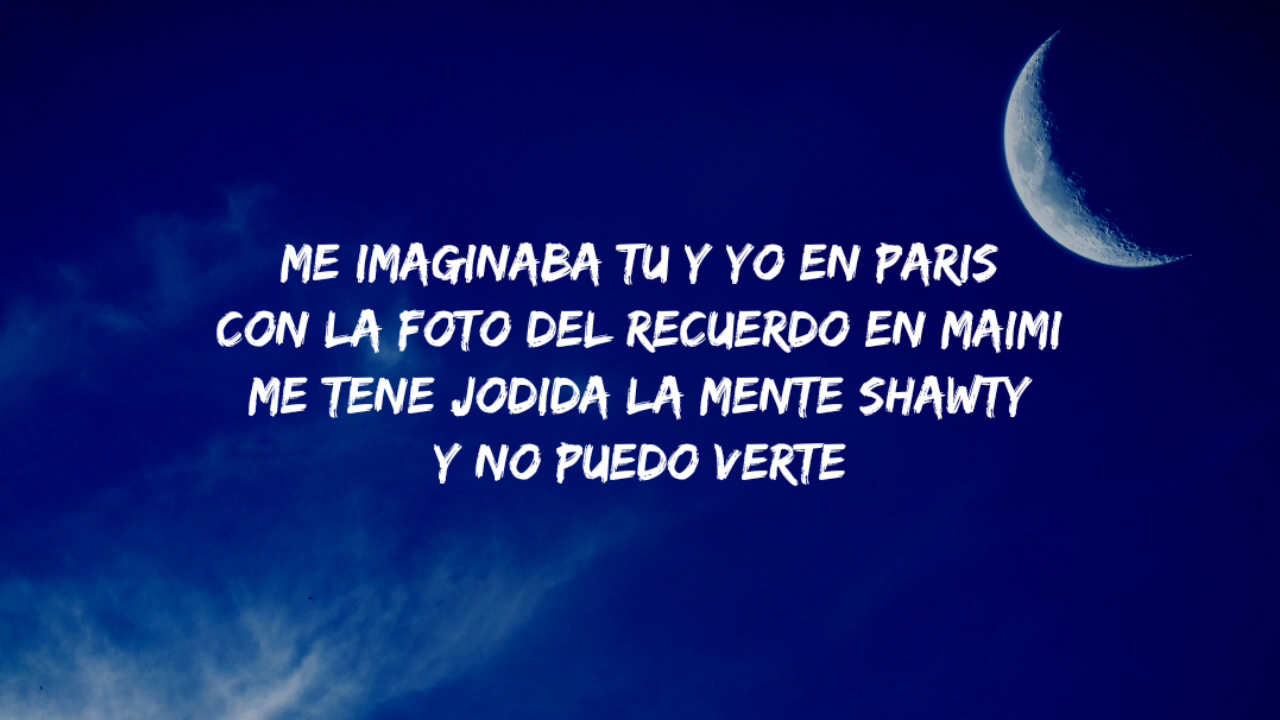 ME IMAGINABA TU Y YO EN PARIS
CON LA FOTO DEL RECUERDO EN MAIMI
ME TENE JODIDA LA MENTE SHAWTY
Y NO PUEDO VERTE